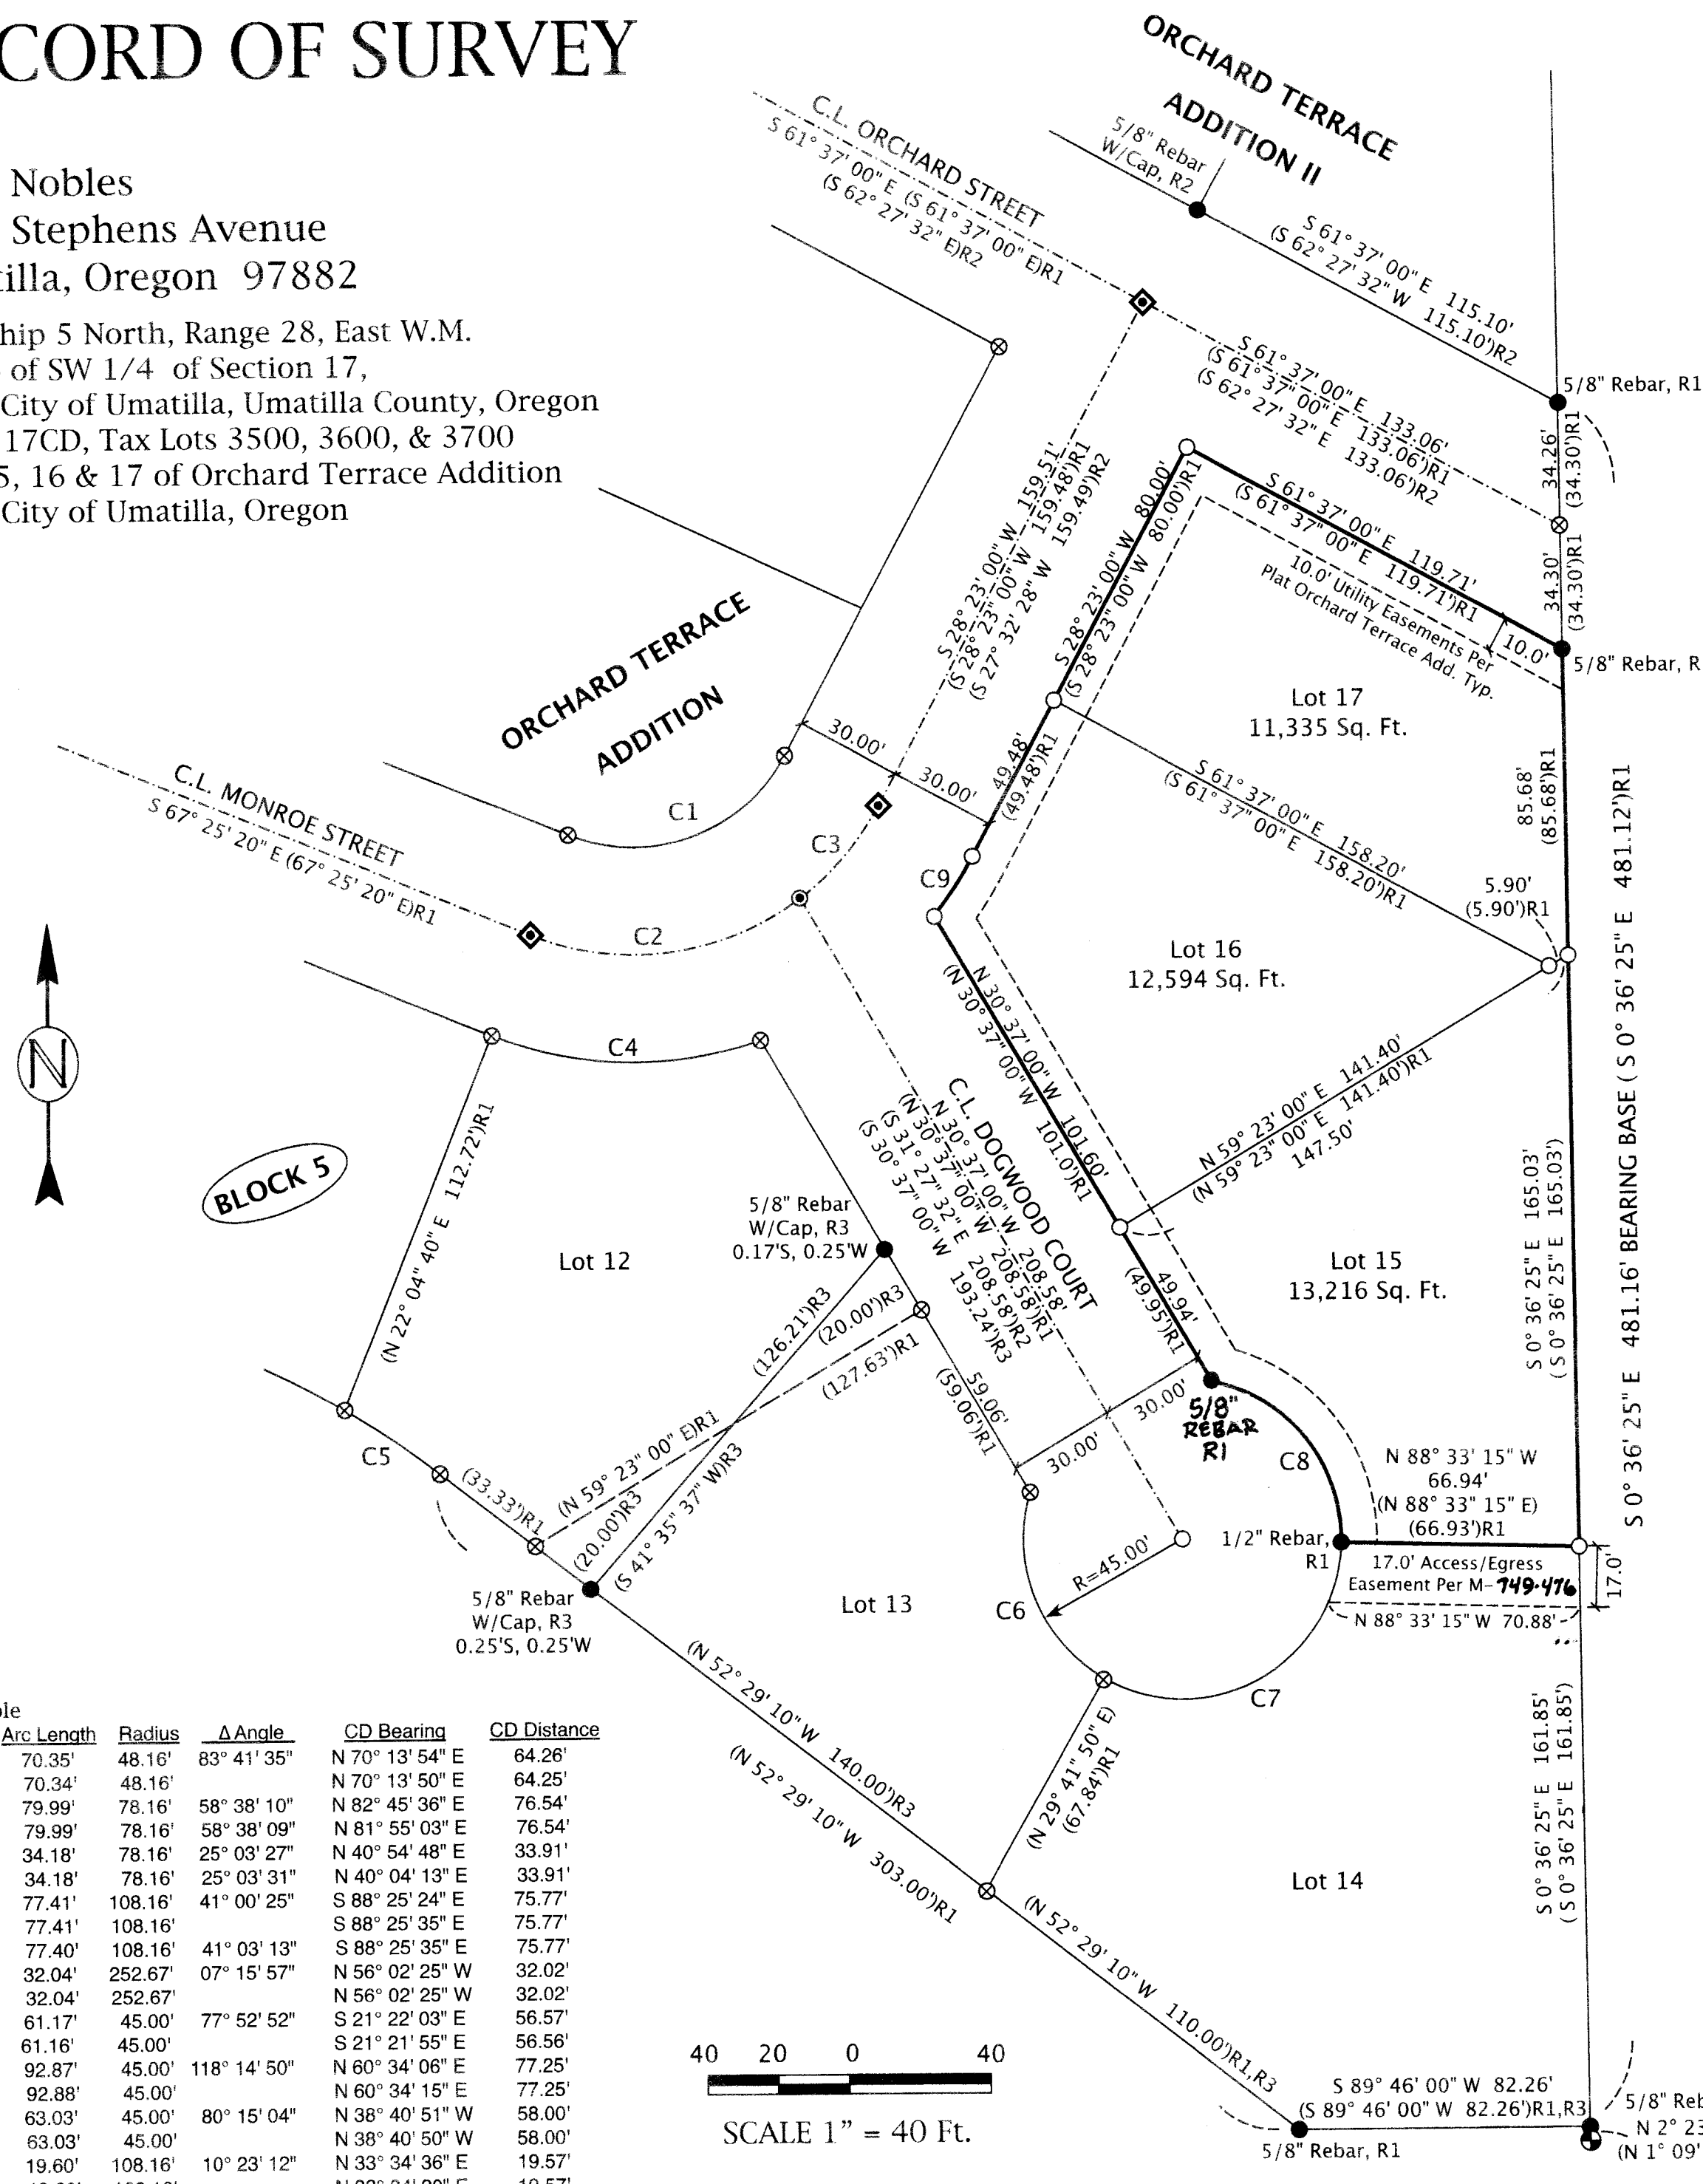 CORD OF SURVEY
Nobles
Stephens Avenue
tilla, Oregon 97882
hip 5 North, Range 28, East W.M.
of SW 1/4 of Section 17,
City of Umatilla, Umatilla County, Oregon
17CD, Tax Lots 3500, 3600, & 3700
5, 16 & 17 of Orchard Terrace Addition
City of Umatilla, Oregon
ORCHARD TERRACE
ADDITION II
C.L. ORCHARD STREET
S 61° 37' 00" E (S 61° 37' 00" E)R1
(S 62° 27' 32" E)R2
5/8" Rebar
W/Cap, R2
S 61° 37' 00" E 115.10'
(S 62° 27' 32" W 115.10')R2
5/8" Rebar, R1
S 61° 37' 00" E 133.06'
(S 61° 37' 00" E 133.06')R1
(S 62° 27' 32" E 133.06')R2
34.26'
(34.30')R1
34.30'
(34.30')R1
S 28° 23' 00" W 159.51'
(S 28° 23' 00" W 159.48')R1
(S 27° 32' 28" W 159.49')R2
S 28° 23' 00" W 80.00'
(S 28° 23' 00" W 80.00')R1
S 61° 37' 00" E 119.71'
(S 61° 37' 00" E 119.71')R1
10.0' Utility Easements Per
Plat Orchard Terrace Add. Typ.
10.0'
5/8" Rebar, R
ORCHARD TERRACE
ADDITION
Lot 17
11,335 Sq. Ft.
30.00'
30.00'
49.48'
(49.48')R1
S 61° 37' 00" E 158.20'
(S 61° 37' 00" E 158.20')R1
85.68'
(85.68')R1
5.90'
(5.90')R1
S 0° 36' 25" E 481.16' BEARING BASE ( S 0° 36' 25" E 481.12')R1
C.L. MONROE STREET
S 67° 25' 20" E (67° 25' 20" E)R1
C1
C3
C2
C9
C4
Lot 16
12,594 Sq. Ft.
N
N 30° 37' 00" W 101.60'
(N 30° 37' 00" W 101.0')R1
N 59° 23' 00" E 141.40'
(N 59° 23' 00" E 141.40')R1
147.50'
C.L. DOGWOOD COURT
N 30° 37' 00" W 208.58'
(N 30° 37' 00" W 208.58')R1
(S 31° 27' 32" E 208.58')R2
(S 30° 37' 00" W 193.24')R3
BLOCK 5
(N 22° 04' 40" E 112.72')R1
Lot 12
5/8" Rebar
W/Cap, R3
0.17'S, 0.25'W
Lot 15
13,216 Sq. Ft.
S 0° 36' 25" E 165.03'
( S 0° 36' 25" E 165.03')
49.94'
(49.95')R1
(126.21')R3
(20.00')R3
(127.63')R1
59.06'
(59.06')R1
30.00'
30.00'
5/8"
REBAR
R1
C5
(33.33')R1
(N 59° 23' 00" E)R1
(20.00')R3
(S 41° 35' 37" W)R3
C8
N 88° 33' 15" W
66.94'
(N 88° 33" 15" E)
(66.93')R1
1/2" Rebar,
R1
17.0' Access/Egress
Easement Per M-749-476
17.0'
N 88° 33' 15" W 70.88'
R=45.00'
5/8" Rebar
W/Cap, R3
0.25'S, 0.25'W
Lot 13
C6
C7
(N 52° 29' 10" W 140.00')R3
(N 52° 29' 10" W 303.00')R1
(N 29° 41" 50" E)
(67.84')R1
S 0° 36' 25" E 161.85'
( S 0° 36' 25" E 161.85')
Lot 14
(N 52° 29' 10" W 110.00')R1,R3
S 89° 46' 00" W 82.26'
(S 89° 46' 00" W 82.26')R1,R3
5/8" Rebar, R1
5/8" Reb
N 2° 23
(N 1° 09'
40 20 0 40
SCALE 1" = 40 Ft.
ole
Arc Length Radius Δ Angle CD Bearing CD Distance
70.35' 48.16' 83° 41' 35" N 70° 13' 54" E 64.26'
70.34' 48.16' N 70° 13' 50" E 64.25'
79.99' 78.16' 58° 38' 10" N 82° 45' 36" E 76.54'
79.99' 78.16' 58° 38' 09" N 81° 55' 03" E 76.54'
34.18' 78.16' 25° 03' 27" N 40° 54' 48" E 33.91'
34.18' 78.16' 25° 03' 31" N 40° 04' 13" E 33.91'
77.41' 108.16' 41° 00' 25" S 88° 25' 24" E 75.77'
77.41' 108.16' S 88° 25' 35" E 75.77'
77.40' 108.16' 41° 03' 13" S 88° 25' 35" E 75.77'
32.04' 252.67' 07° 15' 57" N 56° 02' 25" W 32.02'
32.04' 252.67' N 56° 02' 25" W 32.02'
61.17' 45.00' 77° 52' 52" S 21° 22' 03" E 56.57'
61.16' 45.00' S 21° 21' 55" E 56.56'
92.87' 45.00' 118° 14' 50" N 60° 34' 06" E 77.25'
92.88' 45.00' N 60° 34' 15" E 77.25'
63.03' 45.00' 80° 15' 04" N 38° 40' 51" W 58.00'
63.03' 45.00' N 38° 40' 50" W 58.00'
19.60' 108.16' 10° 23' 12" N 33° 34' 36" E 19.57'